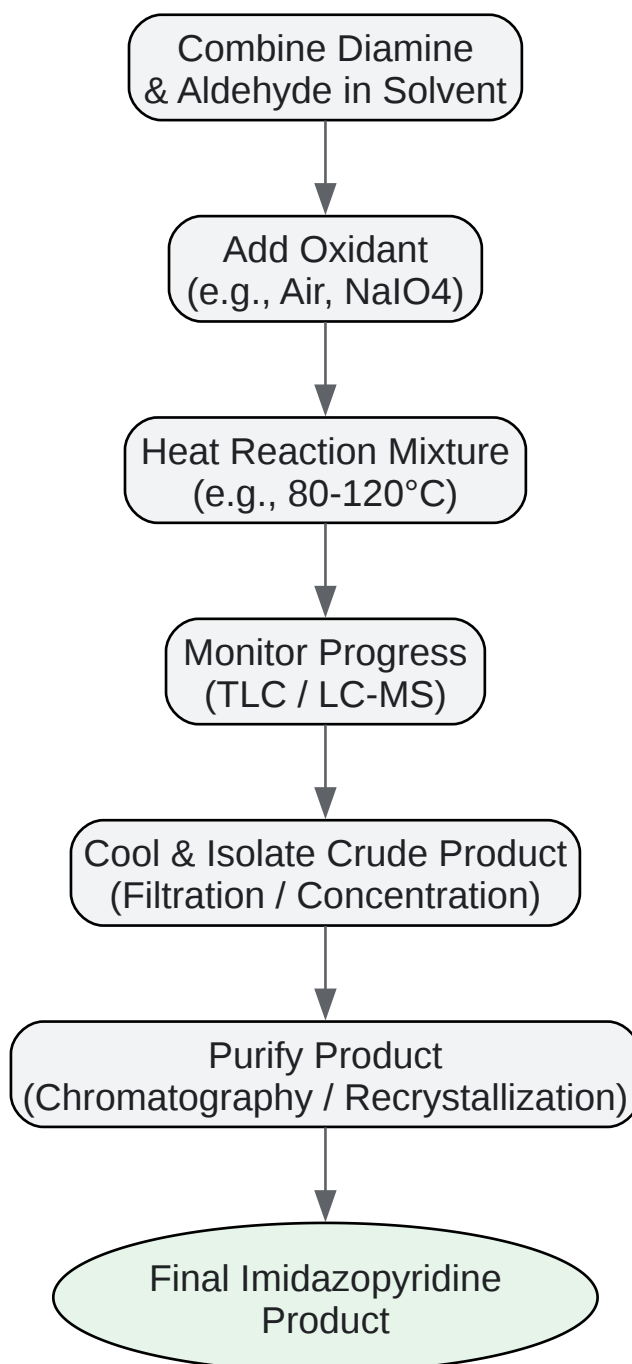 Combine Diamine
& Aldehyde in Solvent
Add Oxidant
(e.g., Air, NaIO4)
Heat Reaction Mixture
(e.g., 80-120°C)
Monitor Progress
(TLC / LC-MS)
Cool & Isolate Crude Product
(Filtration / Concentration)
Purify Product
(Chromatography / Recrystallization)
Final Imidazopyridine
Product